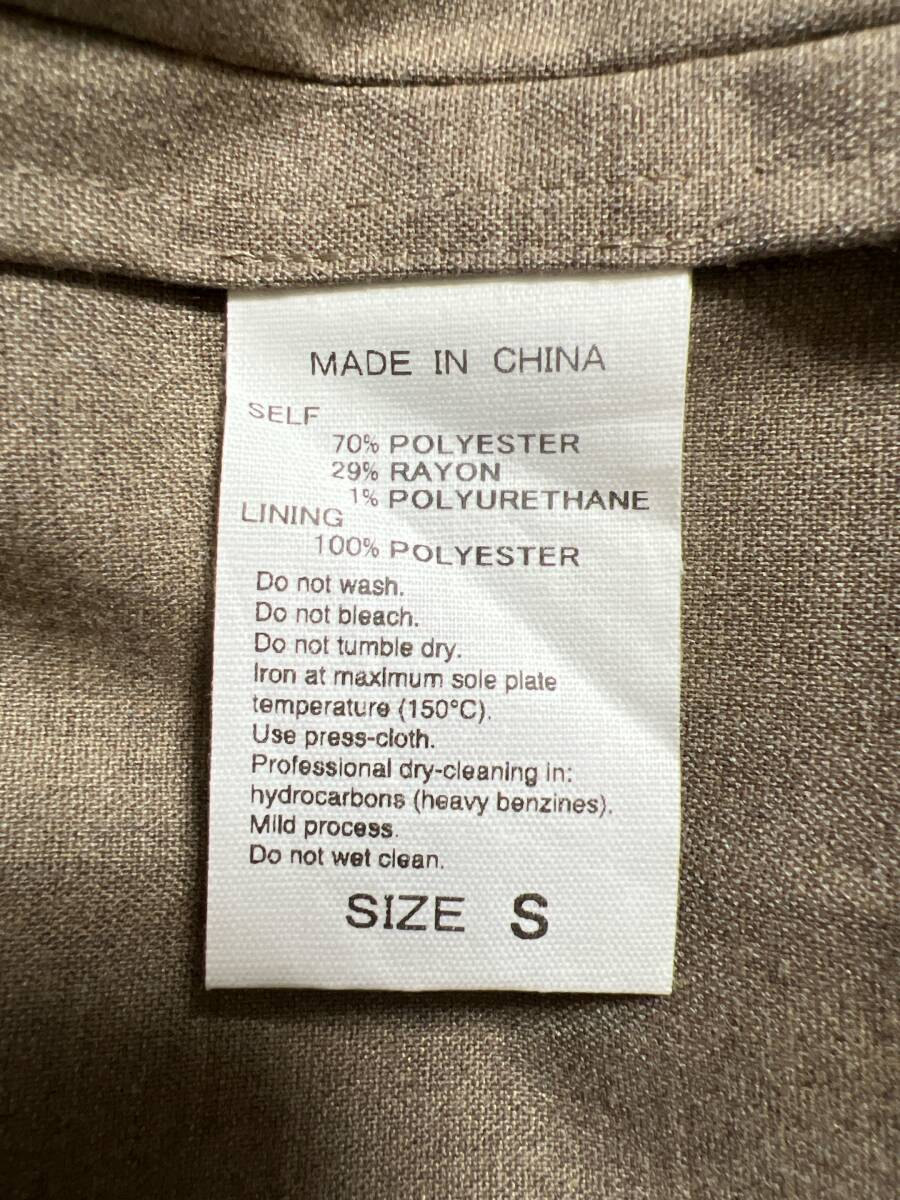 MADE IN CHINA
SELF
70% POLYESTER
29% RAYON
1% POLYURETHANE
LINING
100% POLYESTER
Do not wash.
Do not bleach.
Do not tumble dry.
Iron at maximum sole plate
temperature (150°C).
Use press-cloth.
Professional dry-cleaning in:
hydrocarbons (heavy benzines).
Mild process.
Do not wet clean.
SIZE S